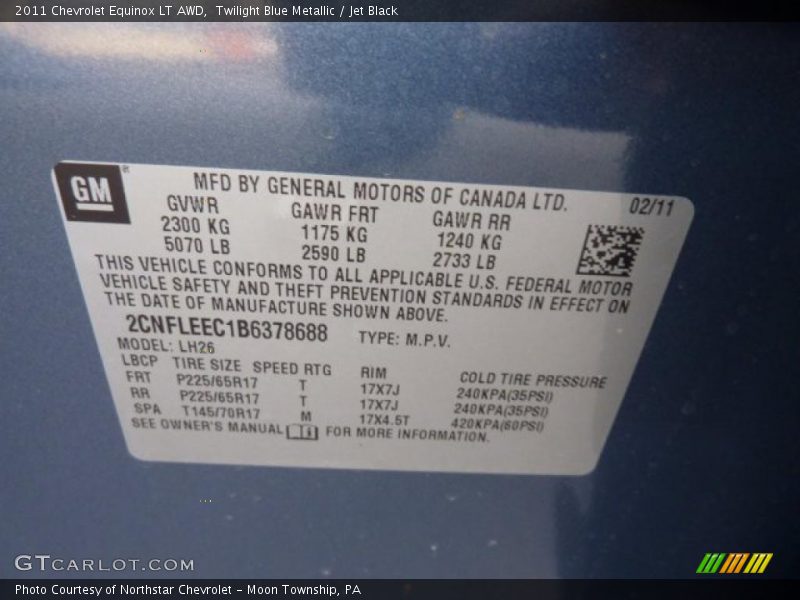 2011 Chevrolet Equinox LT AWD,  Twilight Blue Metallic / Jet Black
GM
MFD BY GENERAL MOTORS OF CANADA LTD. 02/11
GVWR GAWR FRT GAWR RR
2300 KG 1175 KG 1240 KG
5070 LB 2590 LB 2733 LB
THIS VEHICLE CONFORMS TO ALL APPLICABLE U.S. FEDERAL MOTOR
VEHICLE SAFETY AND THEFT PREVENTION STANDARDS IN EFFECT ON
THE DATE OF MANUFACTURE SHOWN ABOVE.
2CNFLEEC1B6378688 TYPE: M.P.V.
MODEL: LH26
LBCP TIRE SIZE SPEED RTG RIM COLD TIRE PRESSURE
FRT P225/65R17 T 17X7J 240KPA(35PSI)
RR P225/65R17 T 17X7J 240KPA(35PSI)
SPA T145/70R17 M 17X4.5T 420KPA(60PSI)
SEE OWNER'S MANUAL FOR MORE INFORMATION.
GTCARLOT.COM
Photo Courtesy of Northstar Chevrolet – Moon Township, PA